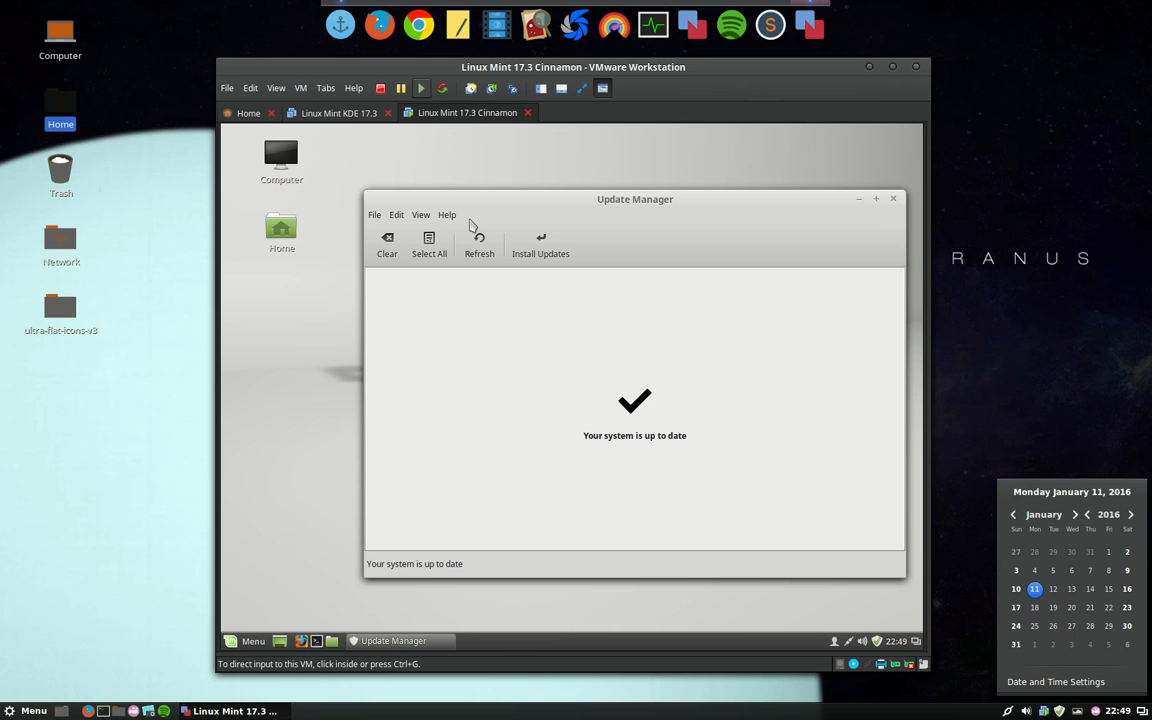 Computer
Home
Trash
Network
ultra-flat-icons-v3
Linux Mint 17.3 Cinnamon - VMware Workstation
File Edit View VM Tabs Help
Home Linux Mint KDE 17.3 Linux Mint 17.3 Cinnamon
Computer
Home
Update Manager
File Edit View Help
Clear Select All Refresh Install Updates
Your system is up to date
Your system is up to date
Menu Update Manager 22:49
To direct input to this VM, click inside or press Ctrl+G.
R A N U S
Monday January 11, 2016
January 2016
Sun Mon Tue Wed Thu Fri Sat
27 28 29 30 31 1 2
3 4 5 6 7 8 9
10 11 12 13 14 15 16
17 18 19 20 21 22 23
24 25 26 27 28 29 30
31 1 2 3 4 5 6
Date and Time Settings
Menu Linux Mint 17.3 ... 22:49